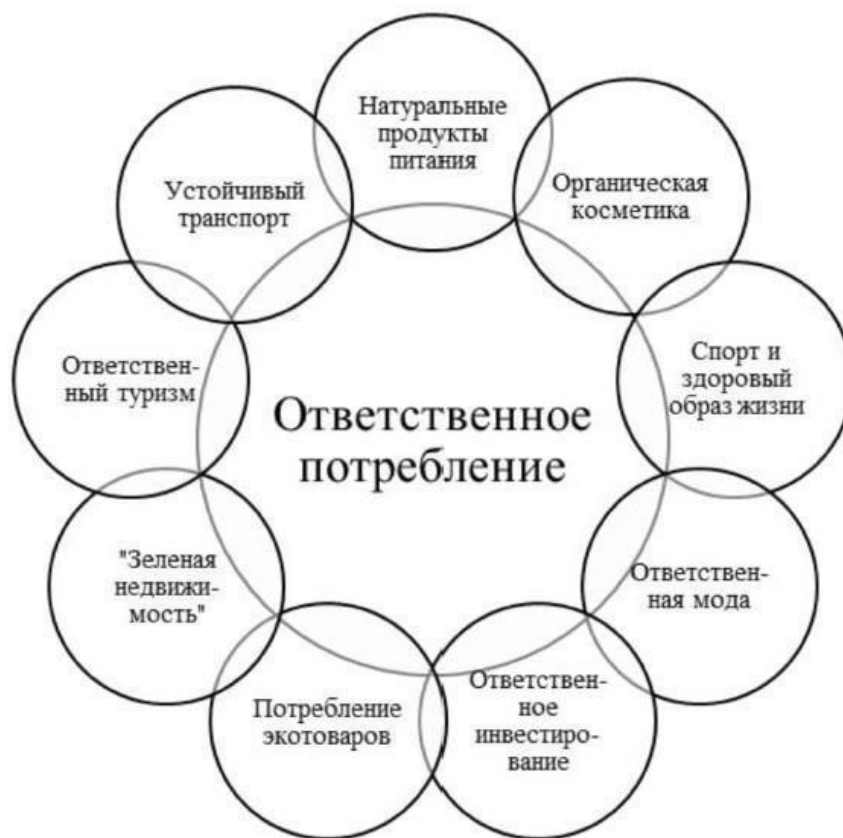 Натуральные
продукты
питания
Органическая
косметика
Спорт и
здоровый
образ жизни
Ответствен-
ная мода
Ответствен-
ное
инвестиро-
вание
Потребление
экотоваров
"Зеленая
недвижи-
мость"
Ответствен-
ный туризм
Устойчивый
транспорт
Ответственное
потребление